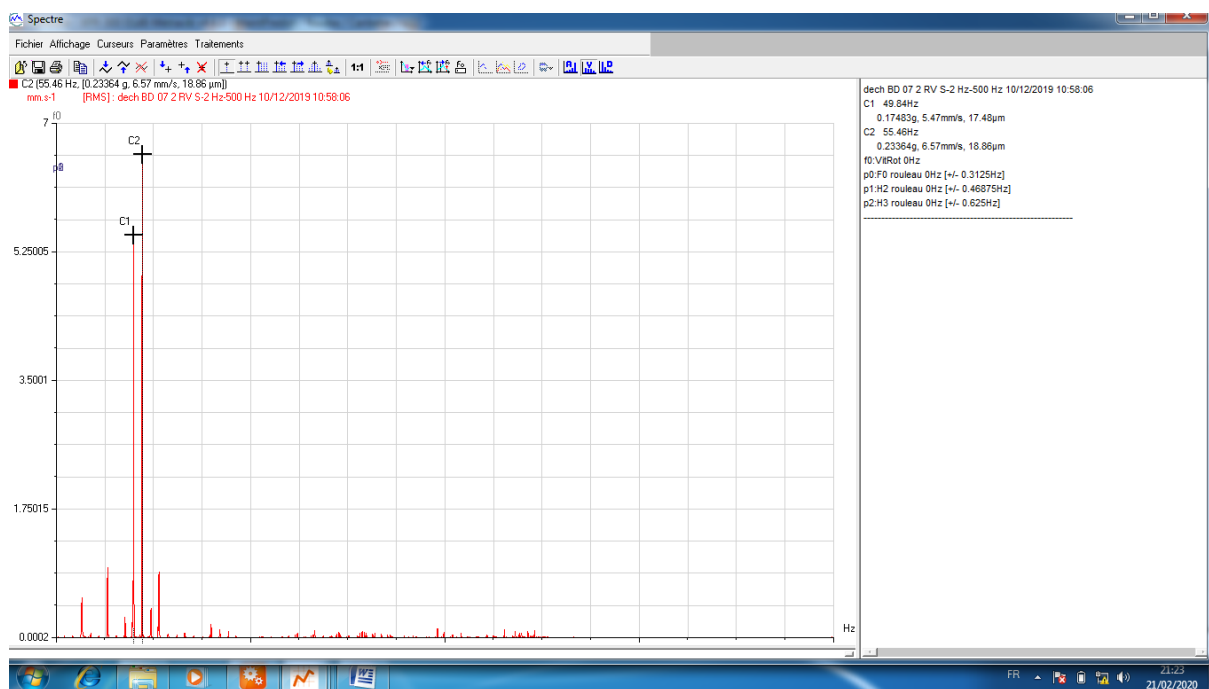 Spectre
Fichier Affichage Curseurs Paramètres Traitements
1:1
C2 (55.46 Hz, [0.23364 g, 6.57 mm/s, 18.86 µm])
mm.s-1 [RMS] : dech BD 07 2 RV S-2 Hz-500 Hz 10/12/2019 10:58:06
f0
7
C2
C1
5.25005
3.5001
1.75015
0.0002
Hz
dech BD 07 2 RV S-2 Hz-500 Hz 10/12/2019 10:58:06
C1 49.84Hz
0.17483g, 5.47mm/s, 17.48µm
C2 55.46Hz
0.23364g, 6.57mm/s, 18.86µm
f0:VitRot 0Hz
p0:F0 rouleau 0Hz [+/- 0.3125Hz]
p1:H2 rouleau 0Hz [+/- 0.46875Hz]
p2:H3 rouleau 0Hz [+/- 0.625Hz]
FR
21:23
21/02/2020